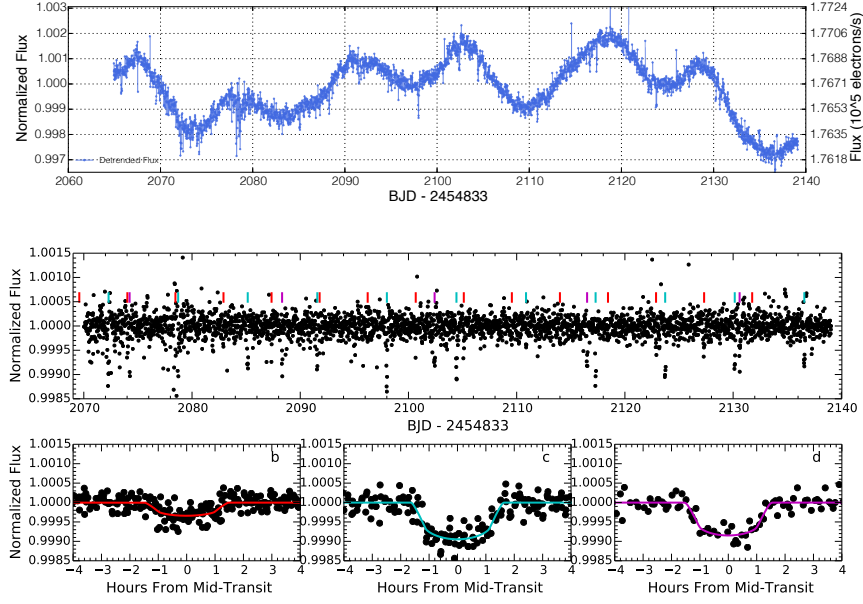 1.003 1.7724
1.002 1.7706
1.001 1.7688
1.000 1.7671
0.999 1.7653
0.998 1.7635
0.997 1.7618
Normalized Flux
Flux (10^5 electrons/s)
Detrended Flux
2060 2070 2080 2090 2100 2110 2120 2130 2140
BJD - 2454833
1.0015
1.0010
1.0005
1.0000
0.9995
0.9990
0.9985
Normalized Flux
2070 2080 2090 2100 2110 2120 2130 2140
BJD - 2454833
1.0015 1.0015 1.0015
1.0010 1.0010 1.0010
1.0005 1.0005 1.0005
1.0000 1.0000 1.0000
0.9995 0.9995 0.9995
0.9990 0.9990 0.9990
0.9985 0.9985 0.9985
Normalized Flux
b c d
−4 −3 −2 −1 0 1 2 3 4 −4 −3 −2 −1 0 1 2 3 4 −4 −3 −2 −1 0 1 2 3 4
Hours From Mid-Transit Hours From Mid-Transit Hours From Mid-Transit